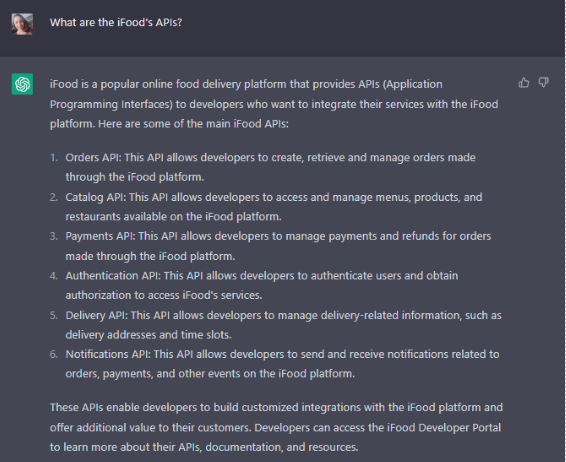 What are the iFood's APIs?
iFood is a popular online food delivery platform that provides APIs (Application
Programming Interfaces) to developers who want to integrate their services with the iFood
platform. Here are some of the main iFood APIs:
1. Orders API: This API allows developers to create, retrieve and manage orders made
through the iFood platform.
2. Catalog API: This API allows developers to access and manage menus, products, and
restaurants available on the iFood platform.
3. Payments API: This API allows developers to manage payments and refunds for orders
made through the iFood platform.
4. Authentication API: This API allows developers to authenticate users and obtain
authorization to access iFood's services.
5. Delivery API: This API allows developers to manage delivery-related information, such as
delivery addresses and time slots.
6. Notifications API: This API allows developers to send and receive notifications related to
orders, payments, and other events on the iFood platform.
These APIs enable developers to build customized integrations with the iFood platform and
offer additional value to their customers. Developers can access the iFood Developer Portal
to learn more about their APIs, documentation, and resources.